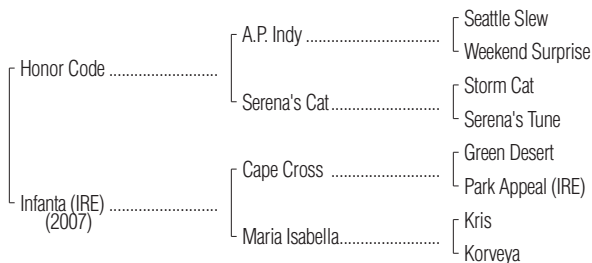 Seattle Slew
A.P. Indy ..................................
Weekend Surprise
Honor Code ...........................
Storm Cat
Serena's Cat...........................
Serena's Tune
Green Desert
Cape Cross ...........................
Park Appeal (IRE)
Infanta (IRE) ...........................
(2007)
Kris
Maria Isabella.........................
Korveya